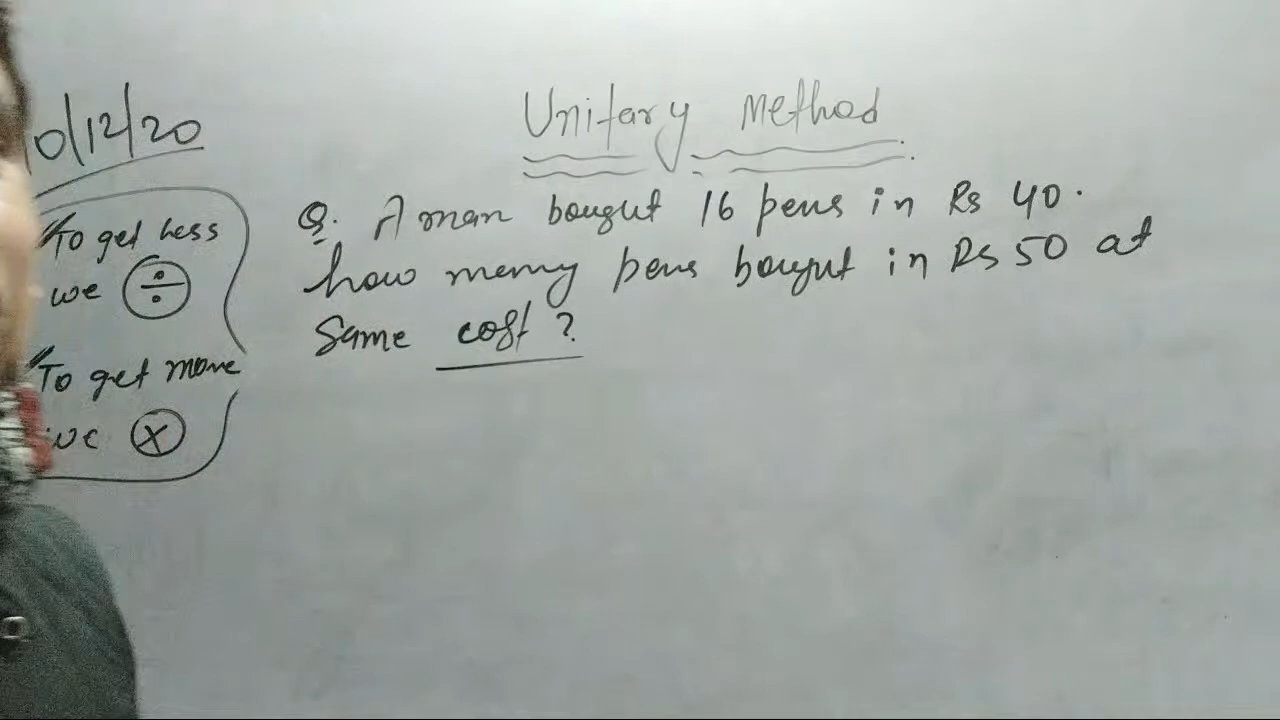 0/12/20
Unitary Method
To get Less
we ÷
To get more
we ×
Q. A man bought 16 pens in Rs 40.
how many pens bought in Rs 50 at
Same cost ?